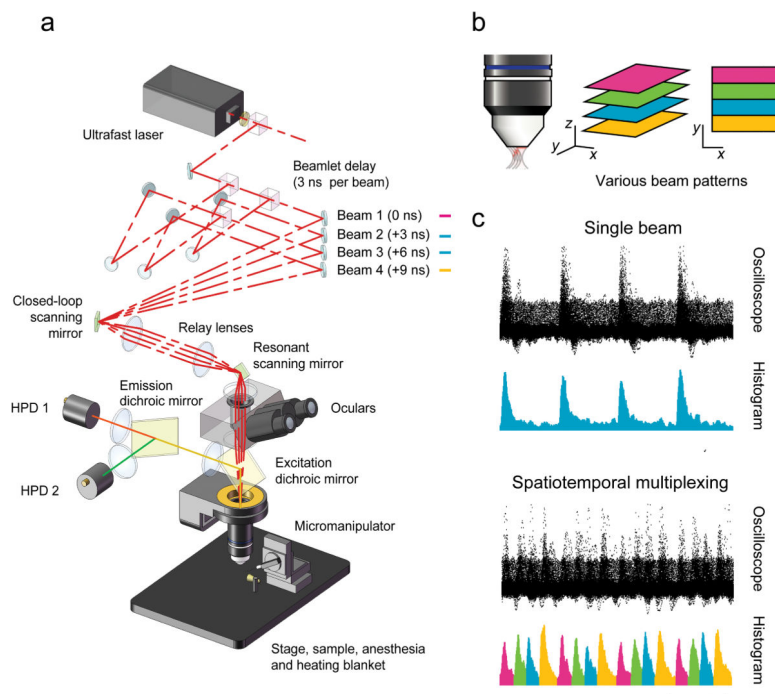 a
Ultrafast laser
Beamlet delay
(3 ns per beam)
Beam 1 (0 ns)
Beam 2 (+3 ns)
Beam 3 (+6 ns)
Beam 4 (+9 ns)
Closed-loop
scanning
mirror
Relay lenses
Resonant
scanning mirror
Emission
dichroic mirror
HPD 1
Oculars
HPD 2
Excitation
dichroic mirror
Micromanipulator
Stage, sample, anesthesia
and heating blanket
b
z
y
x
y
x
Various beam patterns
c
Single beam
Oscilloscope
Histogram
Spatiotemporal multiplexing
Oscilloscope
Histogram